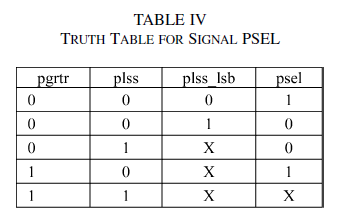 TABLE IV
TRUTH TABLE FOR SIGNAL PSEL
pgrtr plss plss_lsb psel
0 0 0 1
0 0 1 0
0 1 X 0
1 0 X 1
1 1 X X